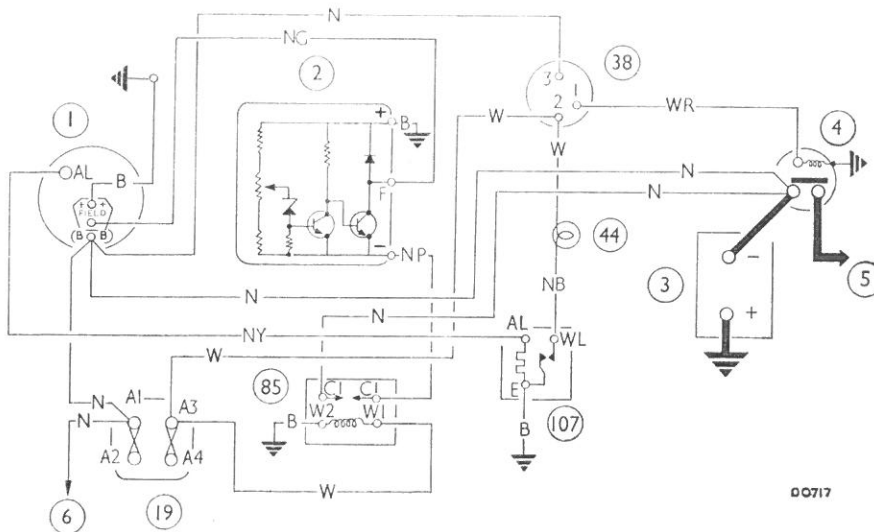 N
NG
2
38
3
1
2
WR
1
W
W
4
AL
B
+
B
F
N
N
F +
FIELD
(B B)
–
NP
44
3
–
5
N
NB
+
N
NY
AL
WL
W
85
C1 C1
E
N
A1
A3
W2 W1
B
B
107
N
A2
A4
W
6
19
00717